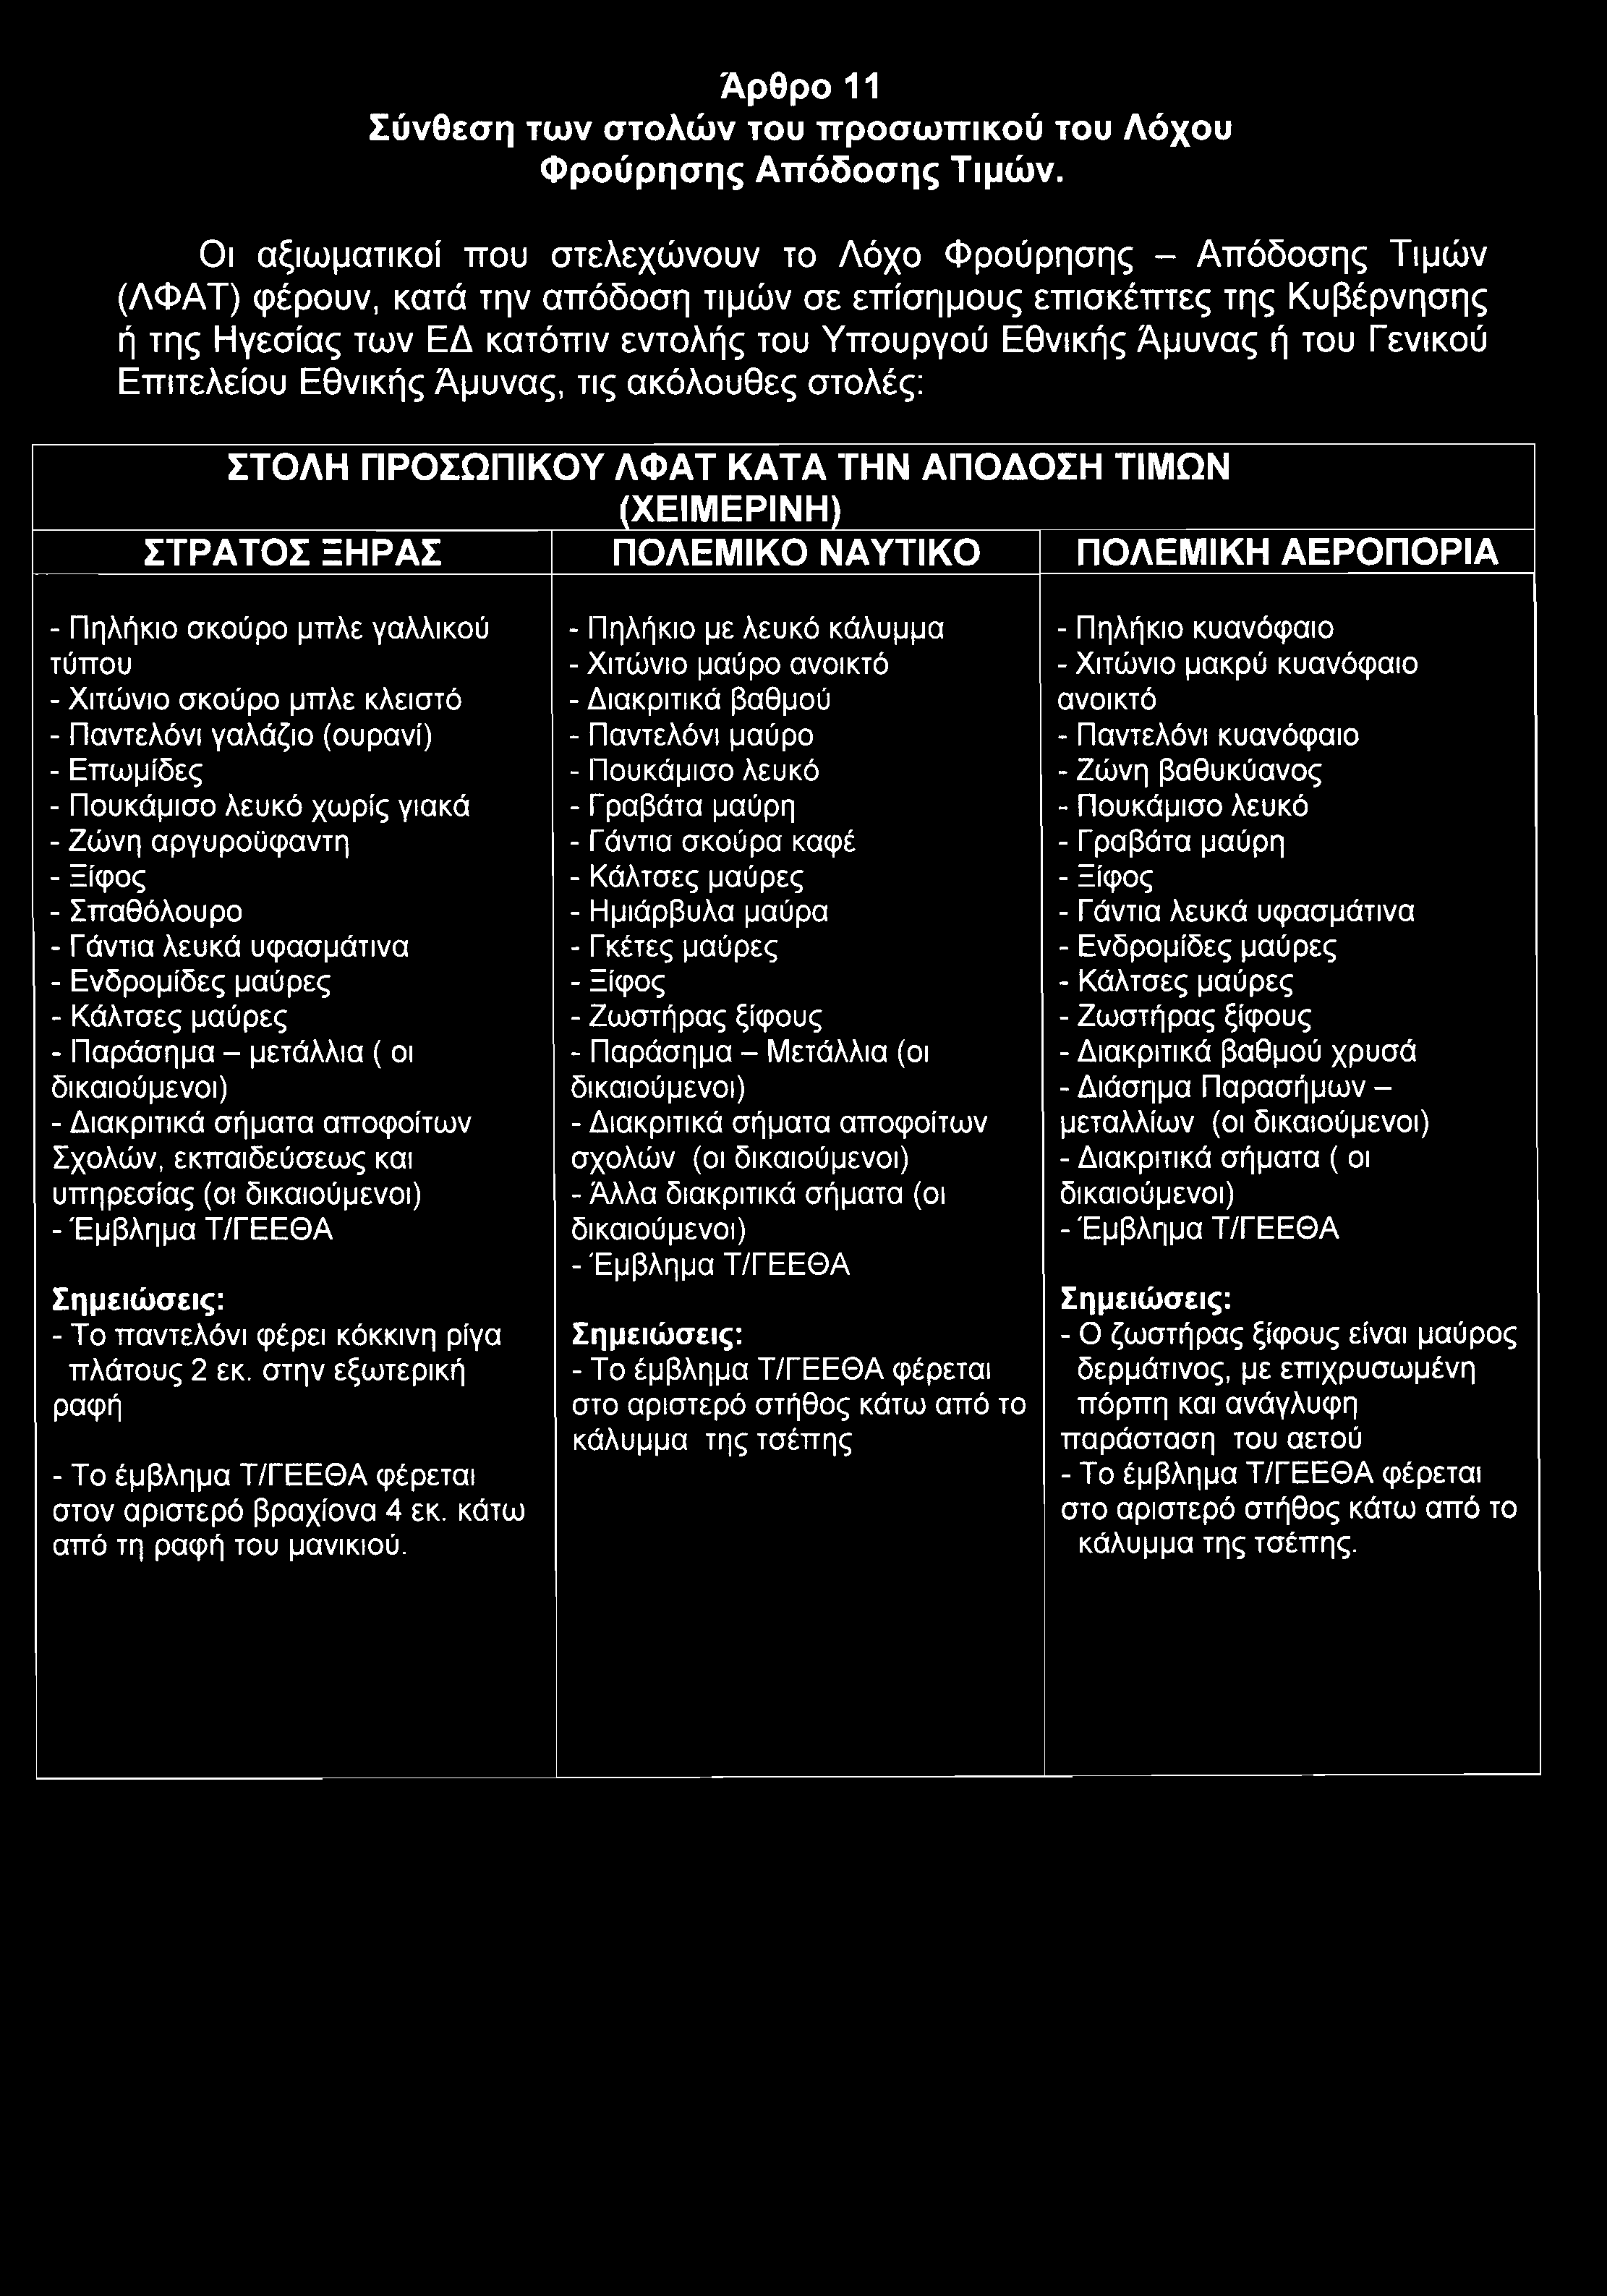 Άρθρο 11
Σύνθεση των στολών του προσωπικού του Λόχου
Φρούρησης Απόδοσης Τιμών.
Οι αξιωματικοί που στελεχώνουν το Λόχο Φρούρησης – Απόδοσης Τιμών
(ΛΦΑΤ) φέρουν, κατά την απόδοση τιμών σε επίσημους επισκέπτες της Κυβέρνησης
ή της Ηγεσίας των ΕΔ κατόπιν εντολής του Υπουργού Εθνικής Άμυνας ή του Γενικού
Επιτελείου Εθνικής Άμυνας, τις ακόλουθες στολές:
ΣΤΟΛΗ ΠΡΟΣΩΠΙΚΟΥ ΛΦΑΤ ΚΑΤΑ ΤΗΝ ΑΠΟΔΟΣΗ ΤΙΜΩΝ
(ΧΕΙΜΕΡΙΝΗ)
ΣΤΡΑΤΟΣ ΞΗΡΑΣ
- Πηλήκιο σκούρο μπλε γαλλικού
τύπου
- Χιτώνιο σκούρο μπλε κλειστό
- Παντελόνι γαλάζιο (ουρανί)
- Επωμίδες
- Πουκάμισο λευκό χωρίς γιακά
- Ζώνη αργυροϋφαντη
- Ξίφος
- Σπαθόλουρο
- Γάντια λευκά υφασμάτινα
- Ενδρομίδες μαύρες
- Κάλτσες μαύρες
- Παράσημα – μετάλλια ( οι
δικαιούμενοι)
- Διακριτικά σήματα αποφοίτων
Σχολών, εκπαιδεύσεως και
υπηρεσίας (οι δικαιούμενοι)
- Έμβλημα Τ/ΓΕΕΘΑ
Σημειώσεις:
- Το παντελόνι φέρει κόκκινη ρίγα
πλάτους 2 εκ. στην εξωτερική
ραφή
- Το έμβλημα Τ/ΓΕΕΘΑ φέρεται
στον αριστερό βραχίονα 4 εκ. κάτω
από τη ραφή του μανικιού.
ΠΟΛΕΜΙΚΟ ΝΑΥΤΙΚΟ
- Πηλήκιο με λευκό κάλυμμα
- Χιτώνιο μαύρο ανοικτό
- Διακριτικά βαθμού
- Παντελόνι μαύρο
- Πουκάμισο λευκό
- Γραβάτα μαύρη
- Γάντια σκούρα καφέ
- Κάλτσες μαύρες
- Ημιάρβυλα μαύρα
- Γκέτες μαύρες
- Ξίφος
- Ζωστήρας ξίφους
- Παράσημα – Μετάλλια (οι
δικαιούμενοι)
- Διακριτικά σήματα αποφοίτων
σχολών (οι δικαιούμενοι)
- Άλλα διακριτικά σήματα (οι
δικαιούμενοι)
- Έμβλημα Τ/ΓΕΕΘΑ
Σημειώσεις:
- Το έμβλημα Τ/ΓΕΕΘΑ φέρεται
στο αριστερό στήθος κάτω από το
κάλυμμα της τσέπης
ΠΟΛΕΜΙΚΗ ΑΕΡΟΠΟΡΙΑ
- Πηλήκιο κυανόφαιο
- Χιτώνιο μακρύ κυανόφαιο
ανοικτό
- Παντελόνι κυανόφαιο
- Ζώνη βαθυκύανος
- Πουκάμισο λευκό
- Γραβάτα μαύρη
- Ξίφος
- Γάντια λευκά υφασμάτινα
- Ενδρομίδες μαύρες
- Κάλτσες μαύρες
- Ζωστήρας ξίφους
- Διακριτικά βαθμού χρυσά
- Διάσημα Παρασήμων –
μεταλλίων (οι δικαιούμενοι)
- Διακριτικά σήματα ( οι
δικαιούμενοι)
- Έμβλημα Τ/ΓΕΕΘΑ
Σημειώσεις:
- Ο ζωστήρας ξίφους είναι μαύρος
δερμάτινος, με επιχρυσωμένη
πόρπη και ανάγλυφη
παράσταση του αετού
- Το έμβλημα Τ/ΓΕΕΘΑ φέρεται
στο αριστερό στήθος κάτω από το
κάλυμμα της τσέπης.